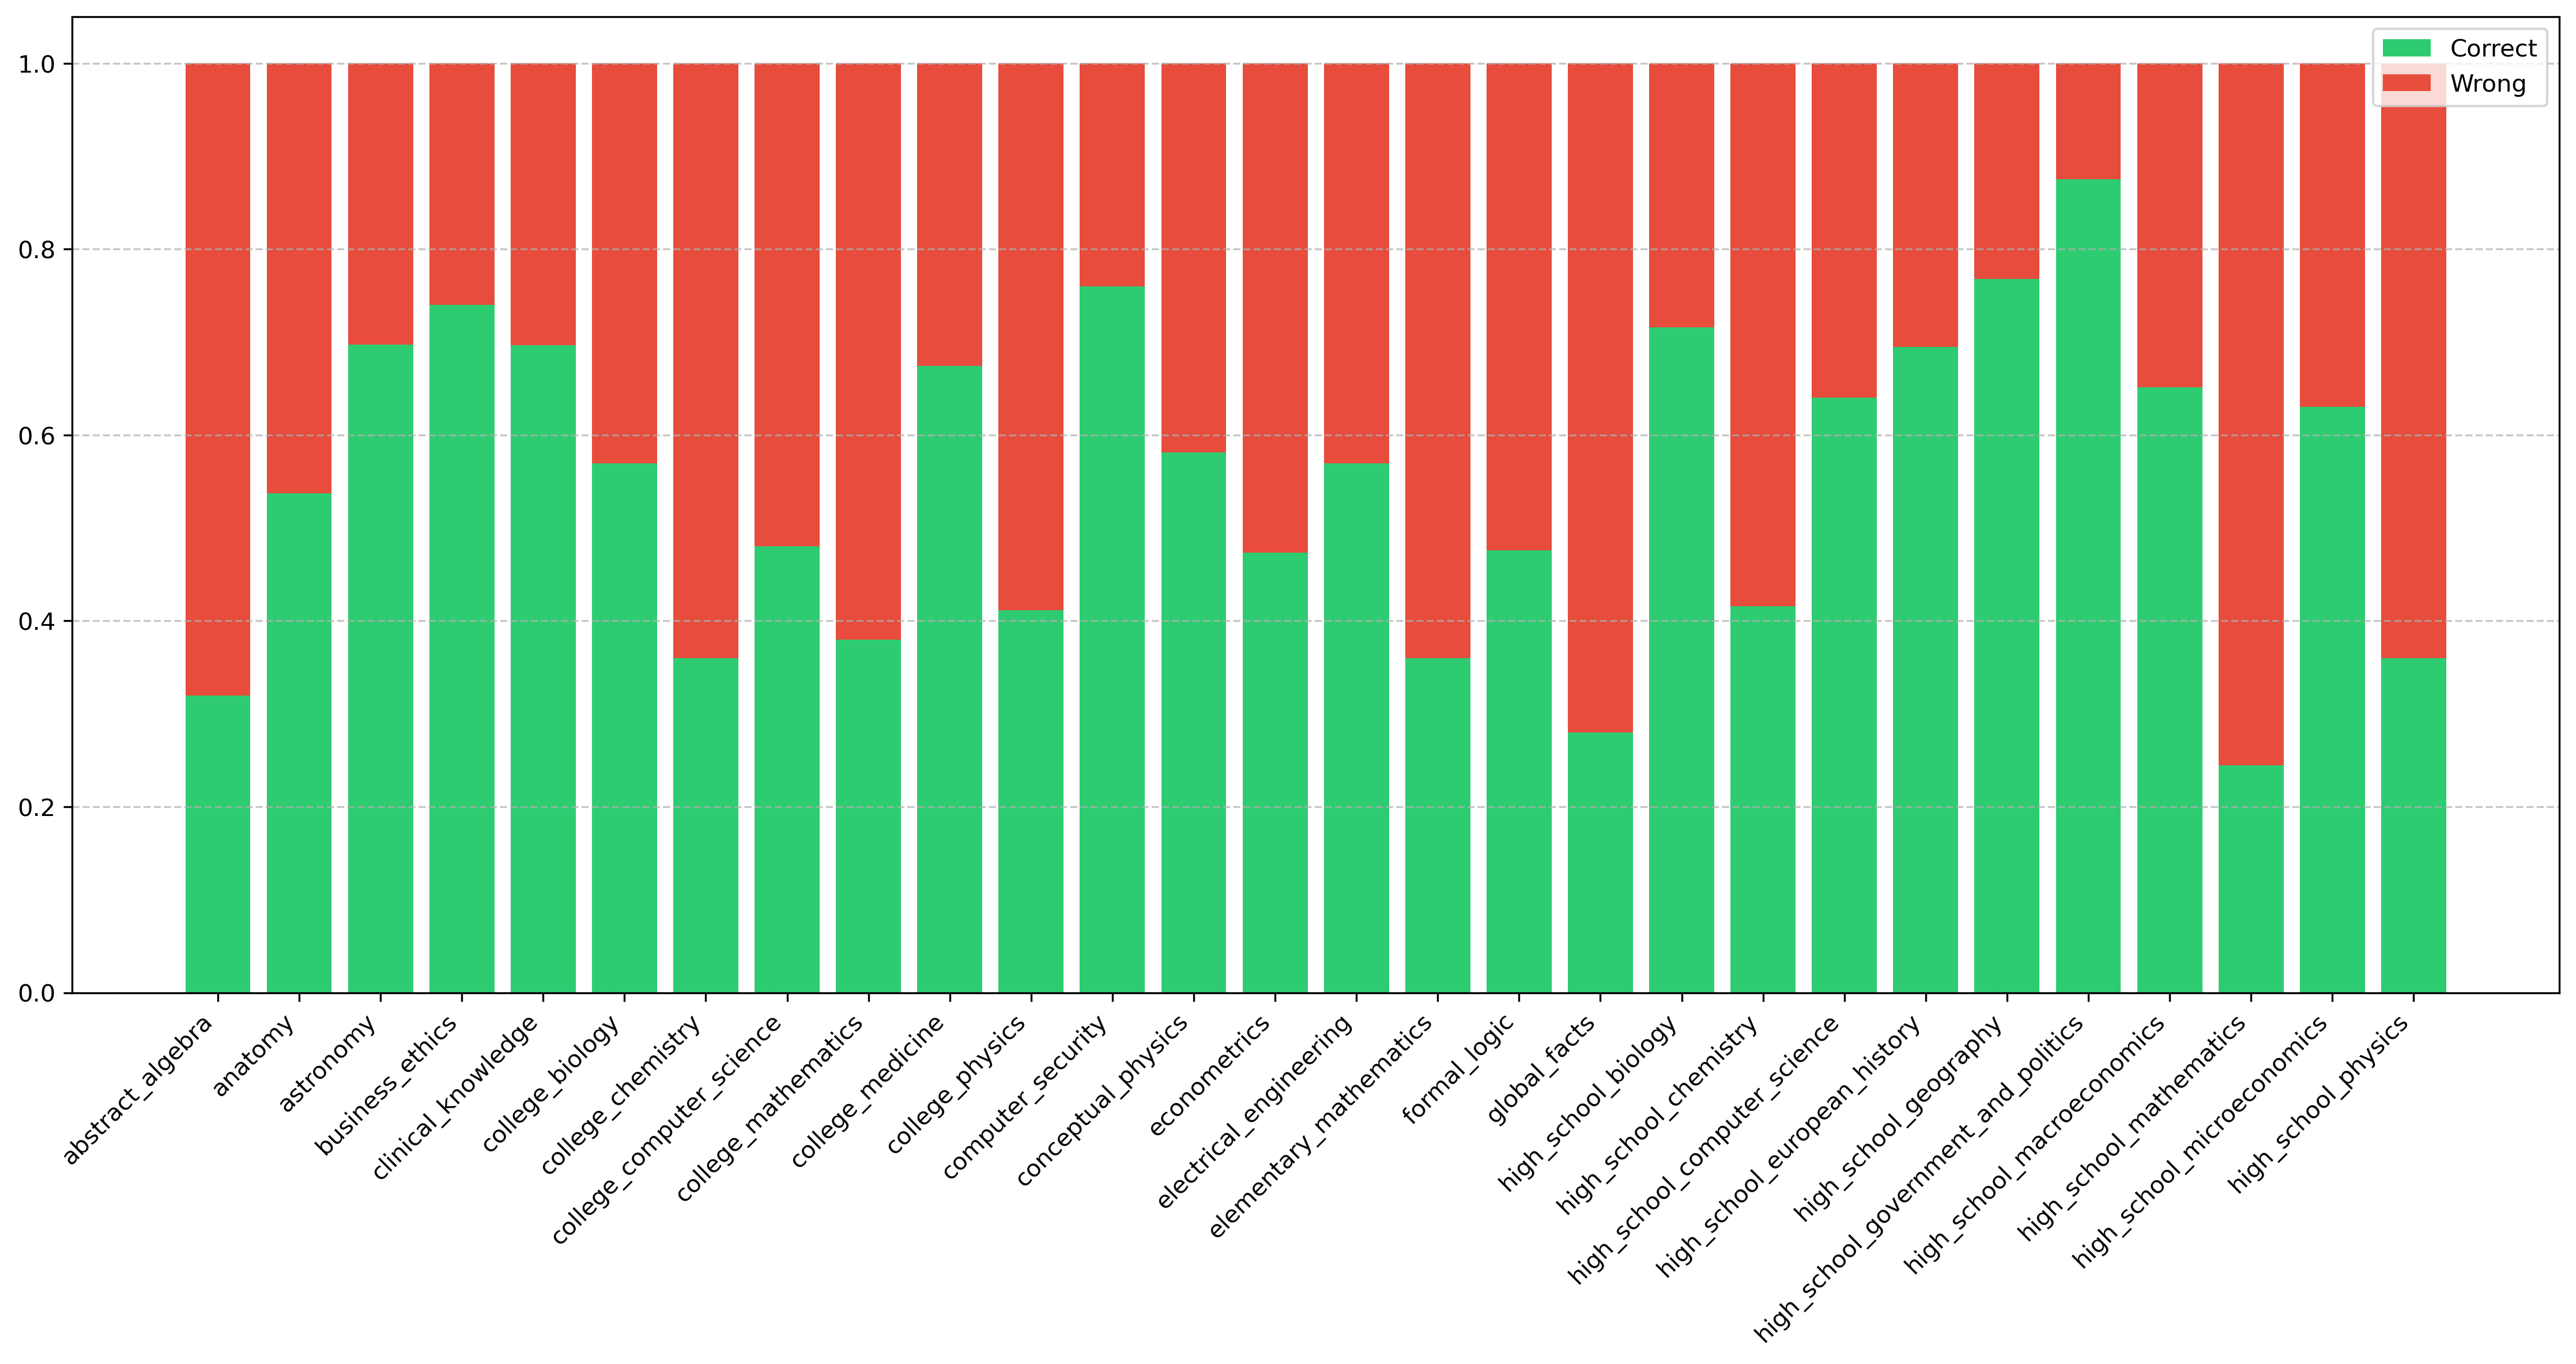 Correct
Wrong
1.0
0.8
0.6
0.4
0.2
0.0
abstract_algebra
anatomy
astronomy
business_ethics
clinical_knowledge
college_biology
college_chemistry
college_computer_science
college_mathematics
college_medicine
college_physics
computer_security
conceptual_physics
econometrics
electrical_engineering
elementary_mathematics
formal_logic
global_facts
high_school_biology
high_school_chemistry
high_school_computer_science
high_school_european_history
high_school_geography
high_school_government_and_politics
high_school_macroeconomics
high_school_mathematics
high_school_microeconomics
high_school_physics